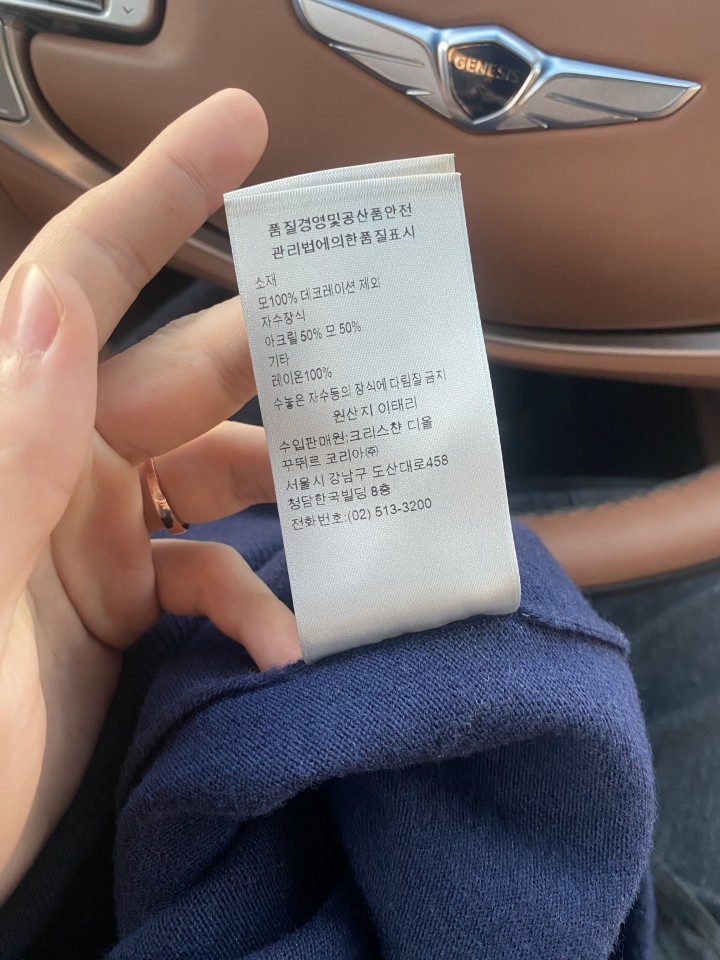 GENESIS
품질경영및공산품안전
관리법에의한품질표시
소재
모100% 데코레이션 제외
자수장식
아크릴 50% 모 50%
기타
레이온100%
수놓은 자수등의 장식에 다림질 금지
원산지 이태리
수입판매원:크리스챤 디올
꾸뛰르 코리아㈜
서울시 강남구 도산대로458
청담한국빌딩 8층
전화번호:(02) 513-3200